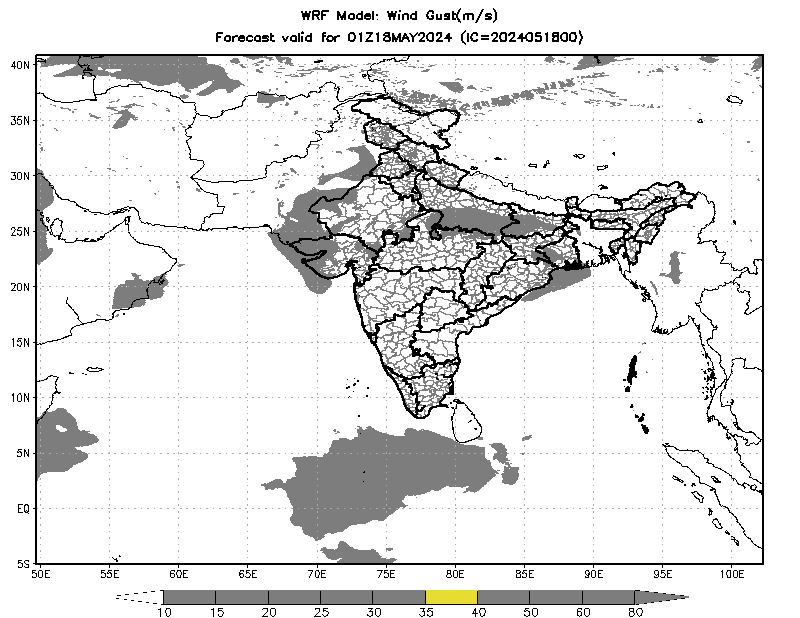 WRF Model: Wind Gust(m/s)
Forecast valid for 01Z18MAY2024 (IC=2024051800)
40N
35N
30N
25N
20N
15N
10N
5N
EQ
5S
50E 55E 60E 65E 70E 75E 80E 85E 90E 95E 100E
10 15 20 25 30 35 40 50 60 80